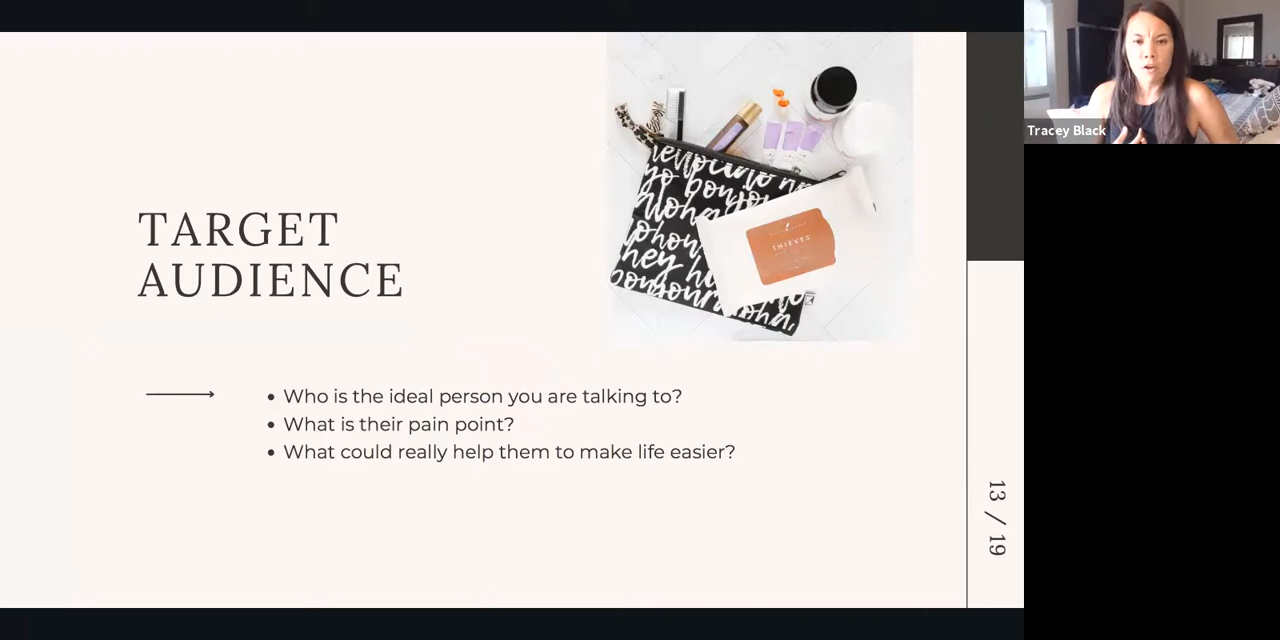 TARGET
AUDIENCE
Who is the ideal person you are talking to?
What is their pain point?
What could really help them to make life easier?
13 / 19
Tracey Black
THIEVES